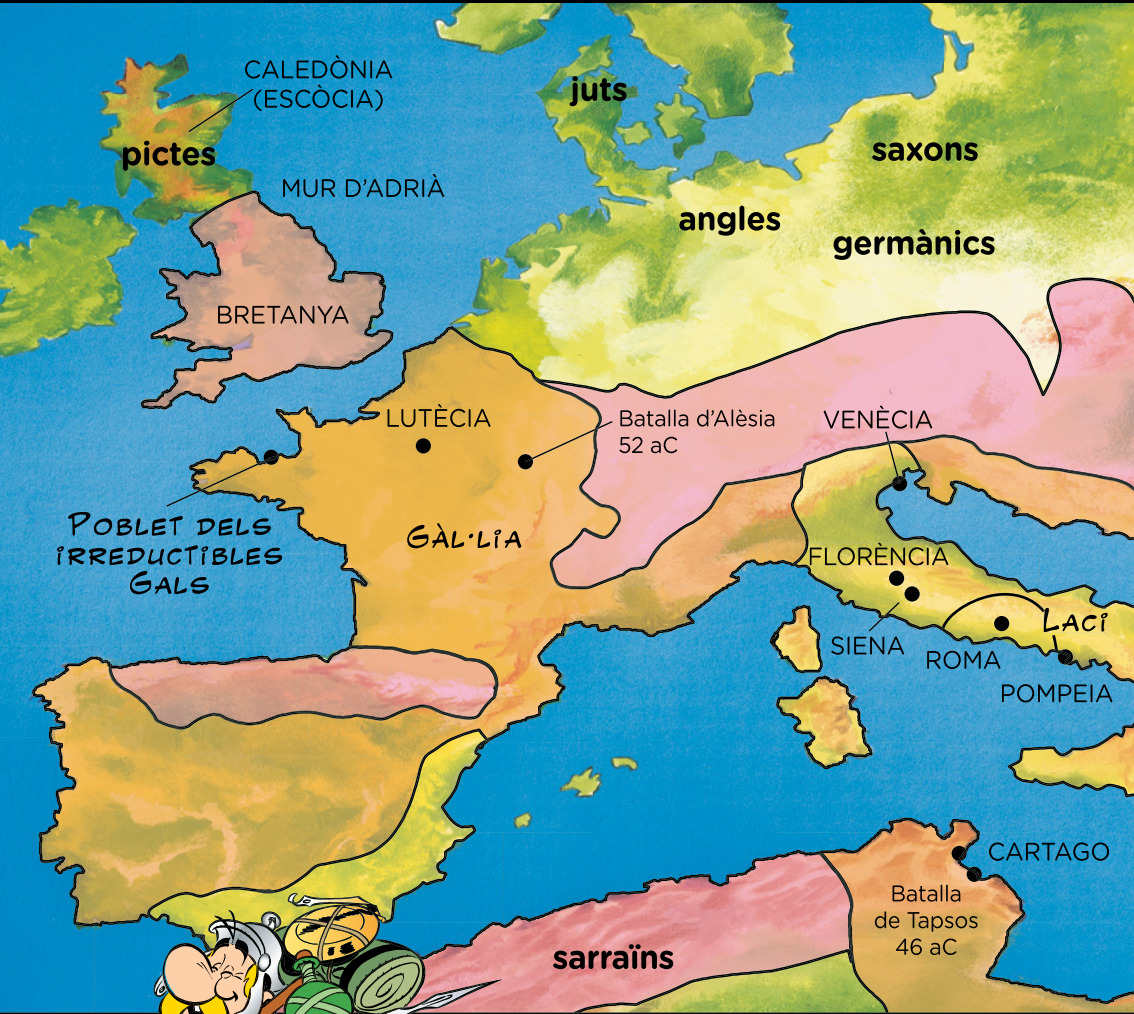 CALEDÒNIA
(ESCÒCIA)
juts
pictes
saxons
MUR D'ADRIÀ
angles
germànics
BRETANYA
LUTÈCIA
Batalla d'Alèsia
52 aC
VENÈCIA
POBLET DELS
IRREDUCTIBLES
GALS
GÀL·LIA
FLORÈNCIA
LACI
SIENA
ROMA
POMPEIA
CARTAGO
Batalla
de Tapsos
46 aC
sarraïns